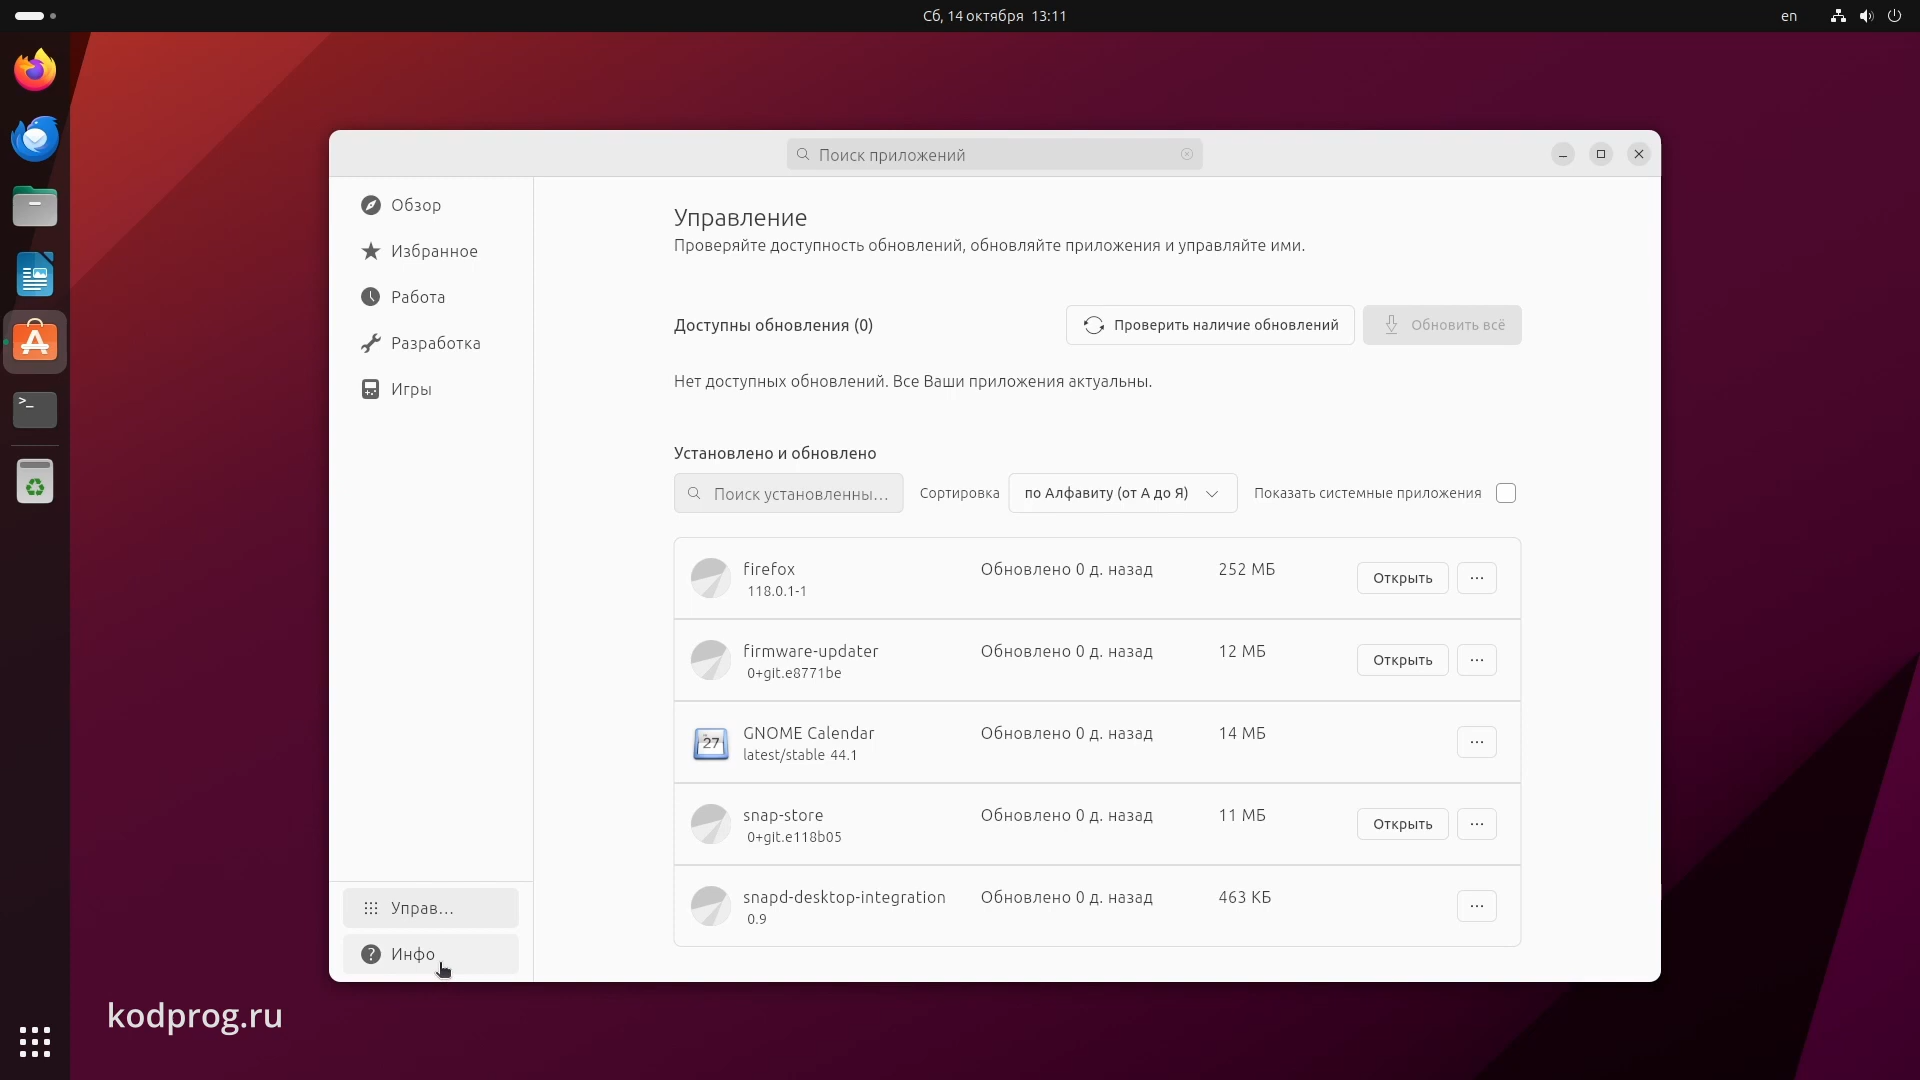 Сб, 14 октября 13:11
en
Поиск приложений
Обзор
Избранное
Работа
Разработка
Игры
Управ...
Инфо
Управление
Проверяйте доступность обновлений, обновляйте приложения и управляйте ими.
Доступны обновления (0)
Проверить наличие обновлений
Обновить всё
Нет доступных обновлений. Все Ваши приложения актуальны.
Установлено и обновлено
Поиск установленны...
Сортировка
по Алфавиту (от А до Я)
Показать системные приложения
firefox
118.0.1-1
Обновлено 0 д. назад
252 МБ
Открыть
firmware-updater
0+git.e8771be
Обновлено 0 д. назад
12 МБ
Открыть
27
GNOME Calendar
latest/stable 44.1
Обновлено 0 д. назад
14 МБ
snap-store
0+git.e118b05
Обновлено 0 д. назад
11 МБ
Открыть
snapd-desktop-integration
0.9
Обновлено 0 д. назад
463 КБ
kodprog.ru